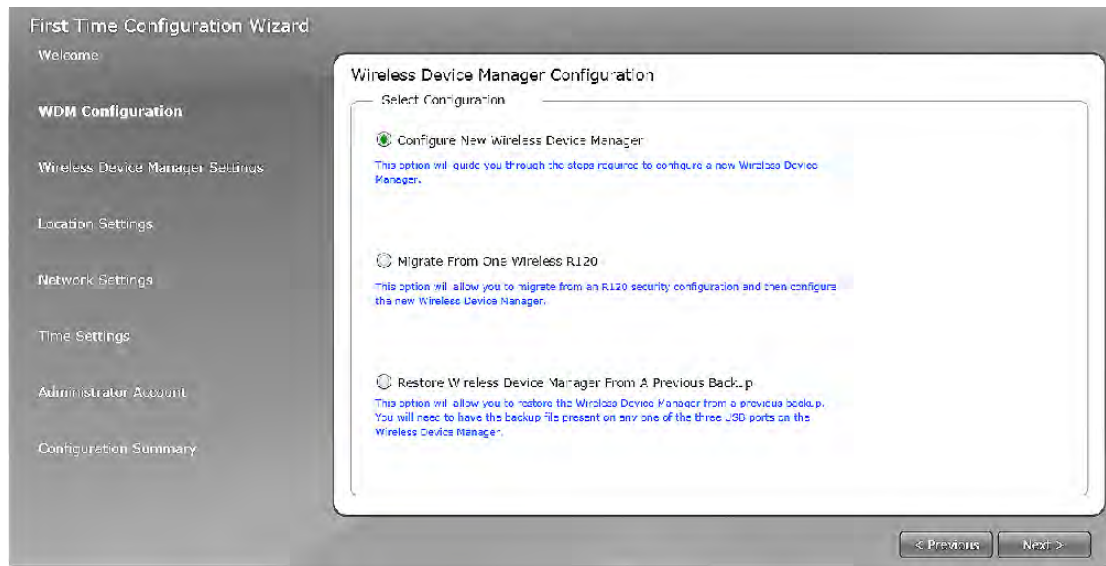 First Time Configuration Wizard
Welcome
WDM Configuration
Wireless Device Manager Settings
Location Settings
Network Settings
Time Settings
Administrator Account
Configuration Summary
Wireless Device Manager Configuration
Select Configuration
Configure New Wireless Device Manager
This option will guide you through the steps required to configure a new Wireless Device
Manager.
Migrate From One Wireless R120
This option will allow you to migrate from an R120 security configuration and then configure
the new Wireless Device Manager.
Restore Wireless Device Manager From A Previous Backup
This option will allow you to restore the Wireless Device Manager from a previous backup.
You will need to have the backup file present on any one of the three USB ports on the
Wireless Device Manager.
< Previous
Next >